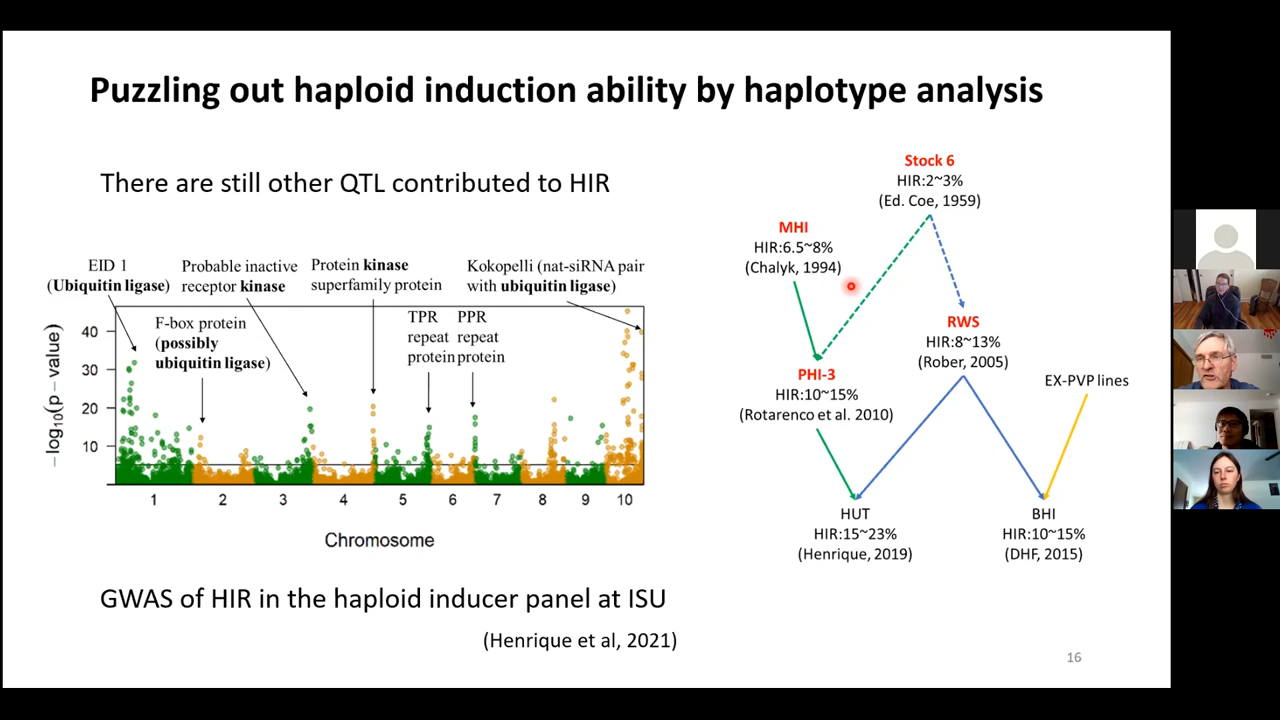 Puzzling out haploid induction ability by haplotype analysis
There are still other QTL contributed to HIR
EID 1
(Ubiquitin ligase)
F-box protein
(possibly
ubiquitin ligase)
Probable inactive
receptor kinase
Protein kinase
superfamily protein
TPR
repeat
protein
PPR
repeat
protein
Kokopelli (nat-siRNA pair
with ubiquitin ligase)
−log10(p − value)
40
30
20
10
1 2 3 4 5 6 7 8 9 10
Chromosome
GWAS of HIR in the haploid inducer panel at ISU
(Henrique et al, 2021)
Stock 6
HIR:2~3%
(Ed. Coe, 1959)
MHI
HIR:6.5~8%
(Chalyk, 1994)
RWS
HIR:8~13%
(Rober, 2005)
PHI-3
HIR:10~15%
(Rotarenco et al. 2010)
EX-PVP lines
HUT
HIR:15~23%
(Henrique, 2019)
BHI
HIR:10~15%
(DHF, 2015)
16